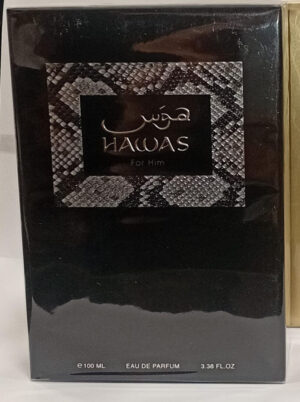 هوس
HAWAS
For Him
℮ 100 ML EAU DE PARFUM 3.38 FL.OZ